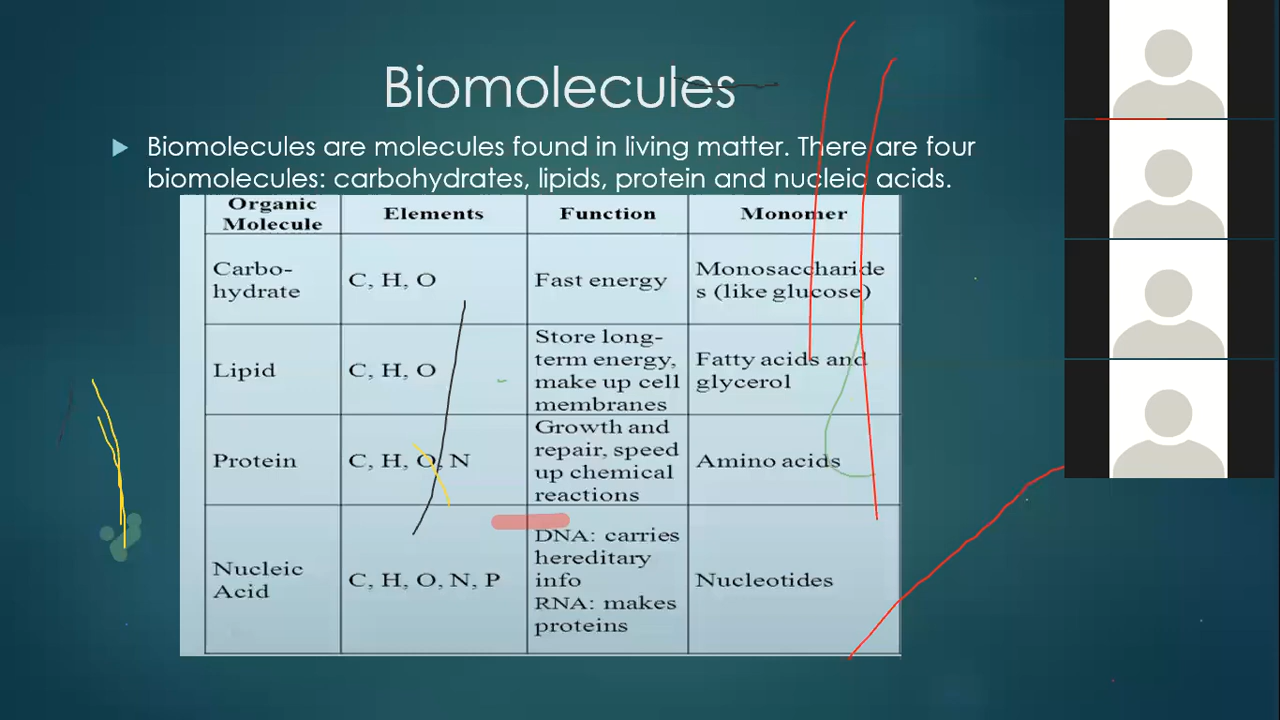 Biomolecules
Biomolecules are molecules found in living matter. There are four
biomolecules: carbohydrates, lipids, protein and nucleic acids.
Organic
Molecule
Elements
Function
Monomer
Carbo-
hydrate
C, H, O
Fast energy
Monosaccharide
s (like glucose)
Lipid
C, H, O
Store long-
term energy,
make up cell
membranes
Fatty acids and
glycerol
Protein
C, H, O, N
Growth and
repair, speed
up chemical
reactions
Amino acids
Nucleic
Acid
C, H, O, N, P
DNA: carries
hereditary
info
RNA: makes
proteins
Nucleotides